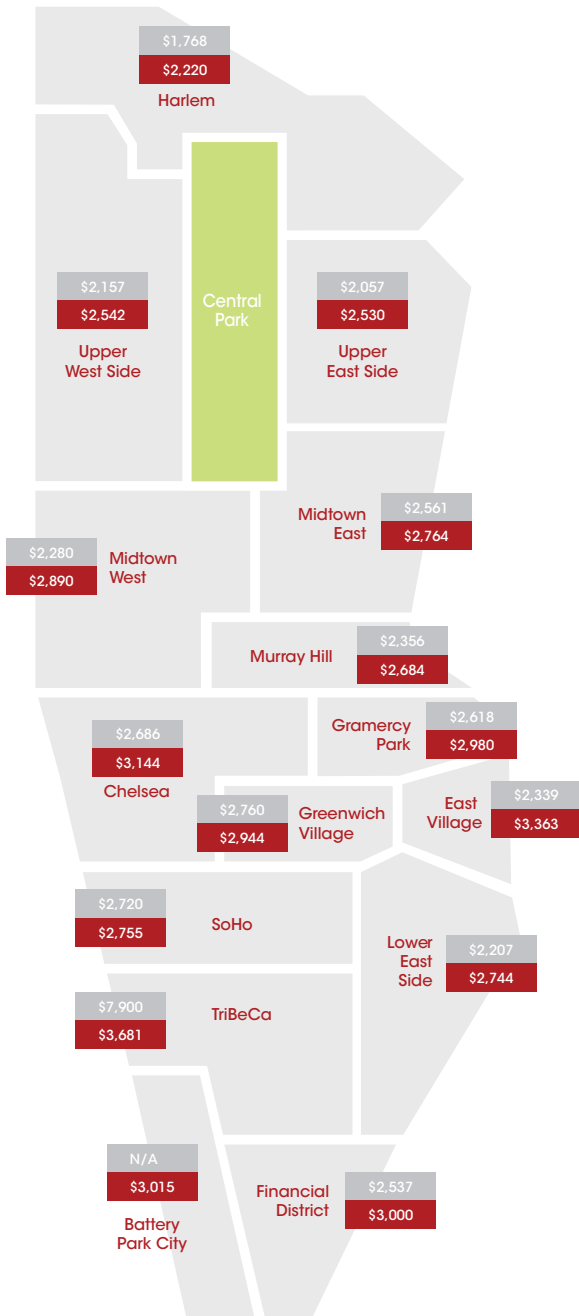 $1,768
$2,220
Harlem
$2,157
$2,542
Upper
West Side
Central
Park
$2,057
$2,530
Upper
East Side
Midtown
East
$2,561
$2,764
$2,280
$2,890
Midtown
West
Murray Hill
$2,356
$2,684
$2,686
$3,144
Chelsea
Gramercy
Park
$2,618
$2,980
$2,760
$2,944
Greenwich
Village
East
Village
$2,339
$3,363
$2,720
$2,755
SoHo
Lower
East
Side
$2,207
$2,744
$7,900
$3,681
TriBeCa
N/A
$3,015
Battery
Park City
Financial
District
$2,537
$3,000